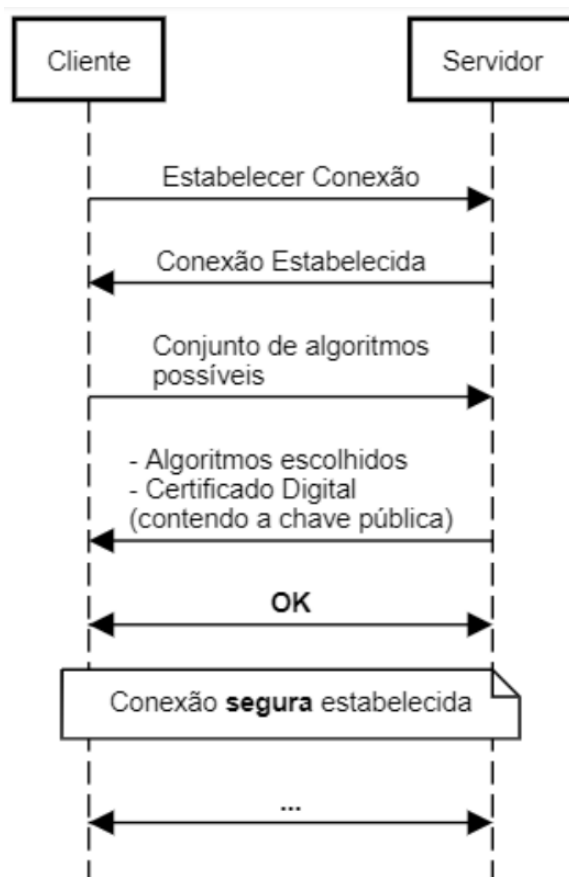 Cliente
Servidor
Estabelecer Conexão
Conexão Estabelecida
Conjunto de algoritmos
possíveis
- Algoritmos escolhidos
- Certificado Digital
(contendo a chave pública)
OK
Conexão segura estabelecida
...